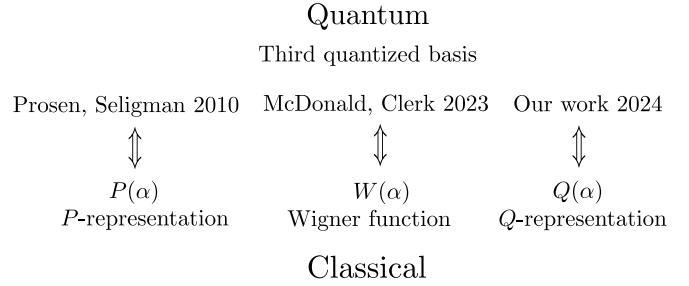 Quantum
Third quantized basis
Prosen, Seligman 2010 McDonald, Clerk 2023 Our work 2024
⇕ ⇕ ⇕
P(α) W(α) Q(α)
P-representation Wigner function Q-representation
Classical